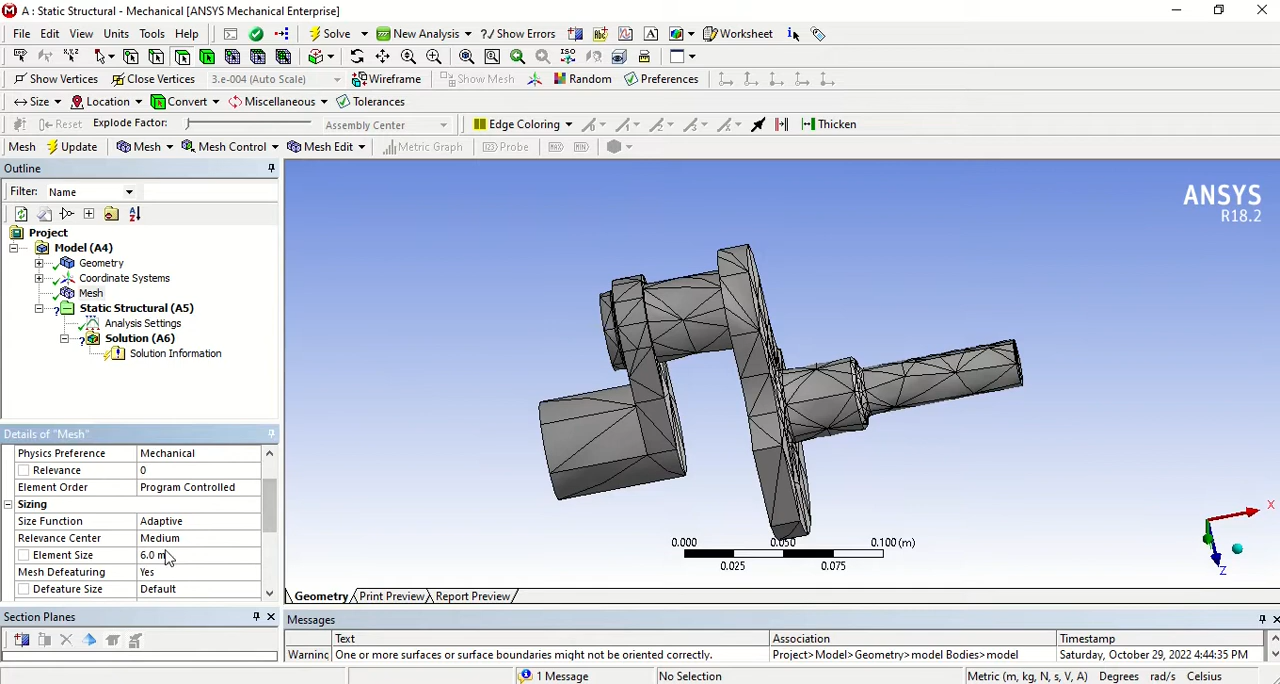 A : Static Structural - Mechanical [ANSYS Mechanical Enterprise]
File Edit View Units Tools Help Solve New Analysis ?/ Show Errors Worksheet
Show Vertices Close Vertices 3.e-004 (Auto Scale) Wireframe Show Mesh Random Preferences
Size Location Convert Miscellaneous Tolerances
Reset Explode Factor: Assembly Center Edge Coloring Thicken
Mesh Update Mesh Mesh Control Mesh Edit Metric Graph Probe MAX MIN
Outline
Filter: Name
Project
Model (A4)
Geometry
Coordinate Systems
Mesh
Static Structural (A5)
Analysis Settings
Solution (A6)
Solution Information
ANSYS
R18.2
Details of "Mesh"
Physics Preference Mechanical
Relevance 0
Element Order Program Controlled
Sizing
Size Function Adaptive
Relevance Center Medium
Element Size 6.0 m
Mesh Defeaturing Yes
Defeature Size Default
0.000 0.050 0.100 (m)
0.025 0.075
X
Z
Geometry Print Preview Report Preview
Section Planes
Messages
Text Association Timestamp
Warning One or more surfaces or surface boundaries might not be oriented correctly. Project>Model>Geometry>model Bodies>model Saturday, October 29, 2022 4:44:35 PM
1 Message No Selection Metric (m, kg, N, s, V, A) Degrees rad/s Celsius